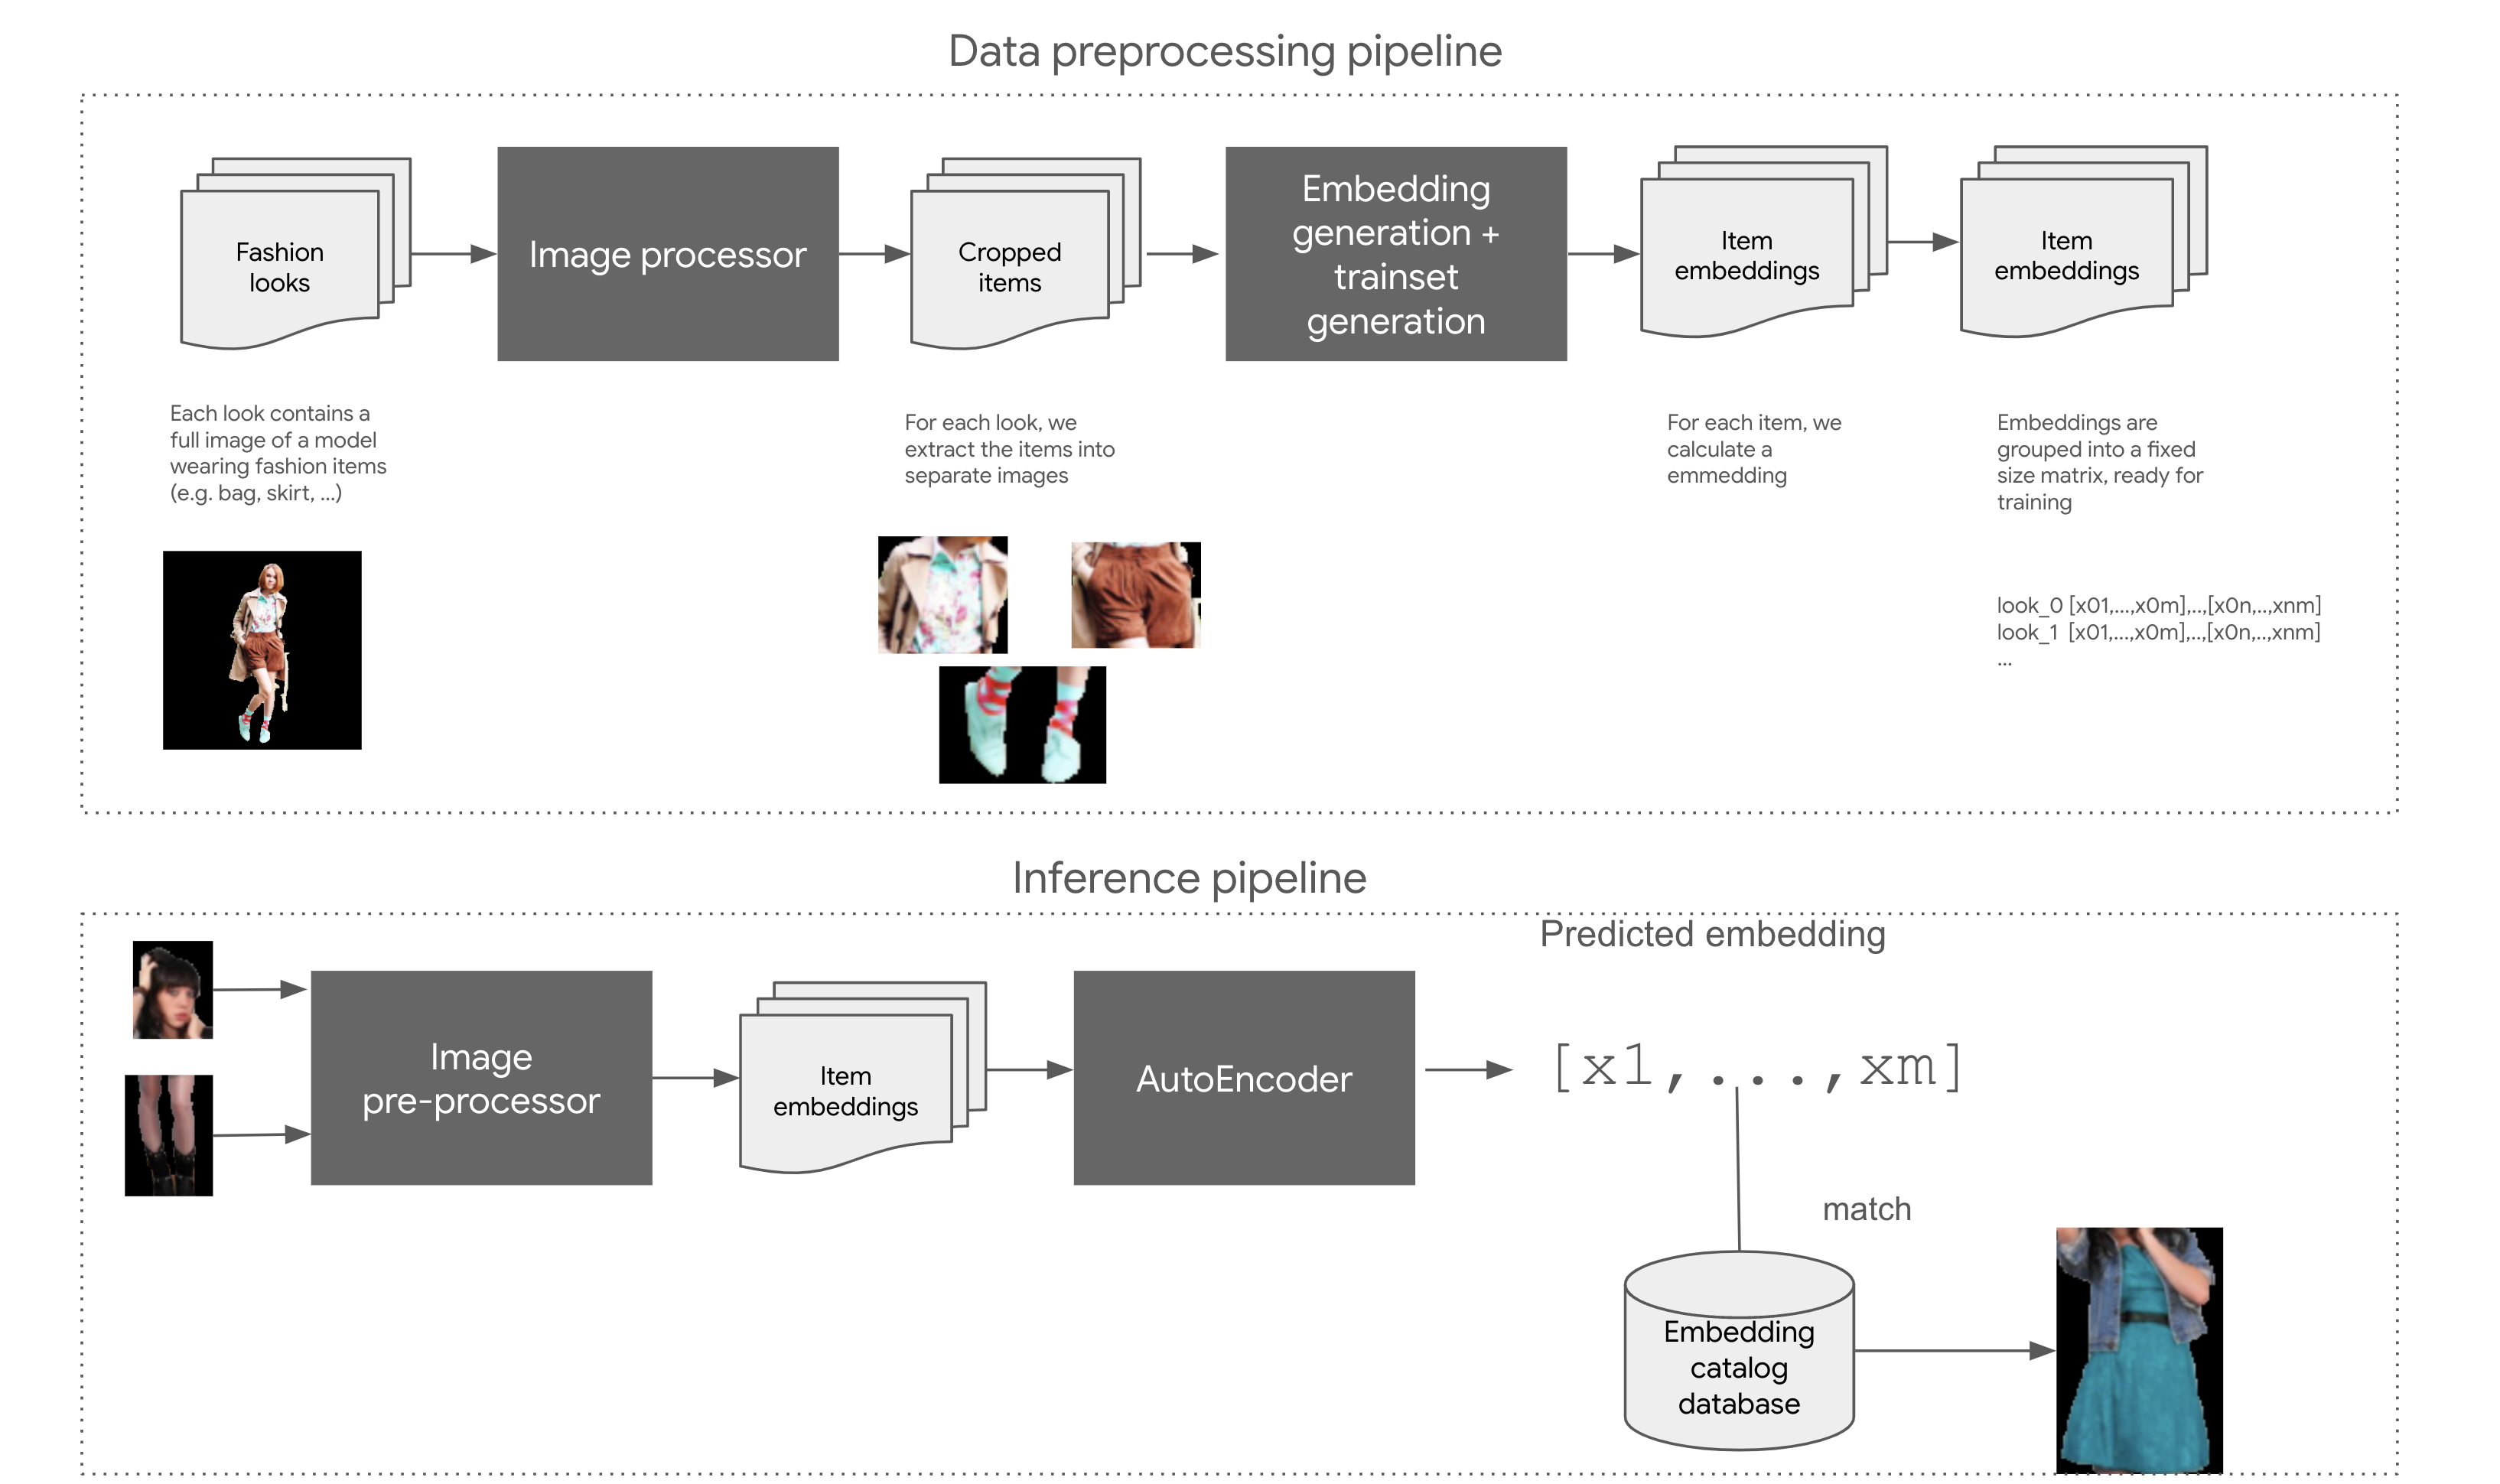 Data preprocessing pipeline
Fashion
looks
Image processor
Cropped
items
Embedding
generation +
trainset
generation
Item
embeddings
Item
embeddings
Each look contains a
full image of a model
wearing fashion items
(e.g. bag, skirt, ...)
For each look, we
extract the items into
separate images
For each item, we
calculate a
emmedding
Embeddings are
grouped into a fixed
size matrix, ready for
training
look_0 [x01,...,x0m],..,[x0n,..,xnm]
look_1 [x01,...,x0m],..,[x0n,..,xnm]
...
Inference pipeline
Image
pre-processor
Item
embeddings
AutoEncoder
Predicted embedding
[x1,...,xm]
match
Embedding
catalog
database